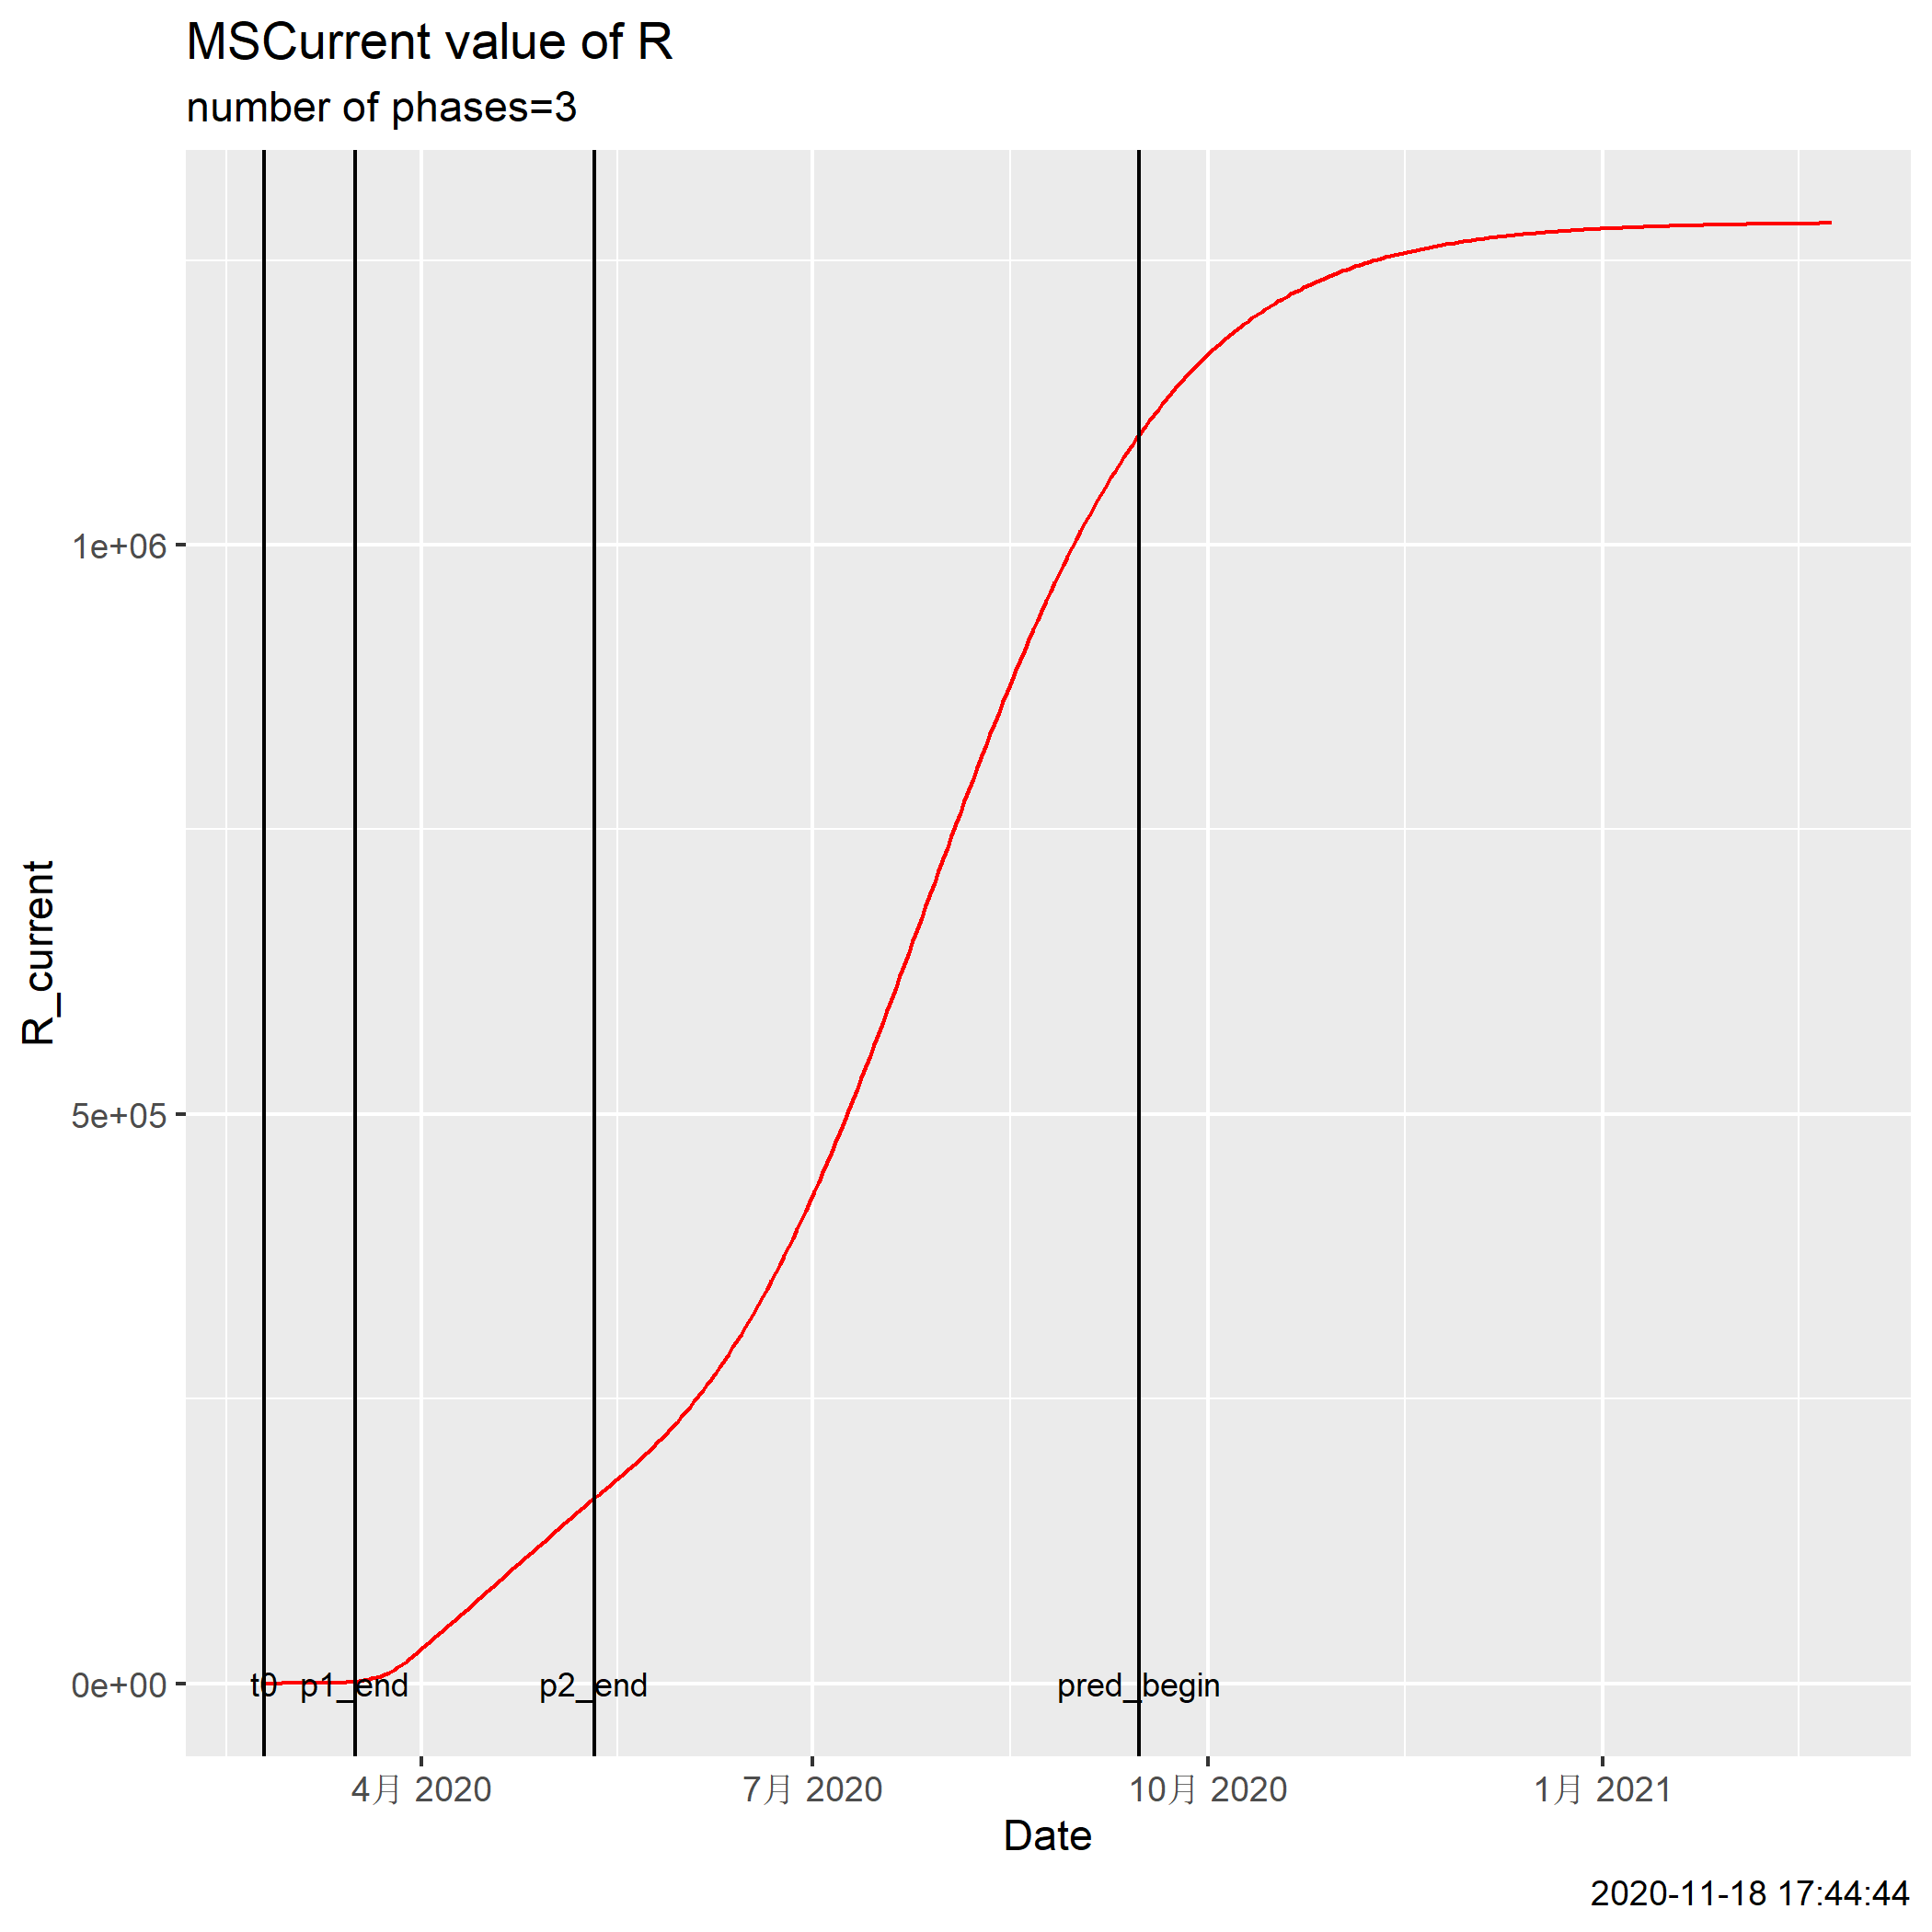 MSCurrent value of R
number of phases=3
R_current
1e+06
5e+05
0e+00
t0
p1_end
p2_end
pred_begin
4月 2020
7月 2020
10月 2020
1月 2021
Date
2020-11-18 17:44:44